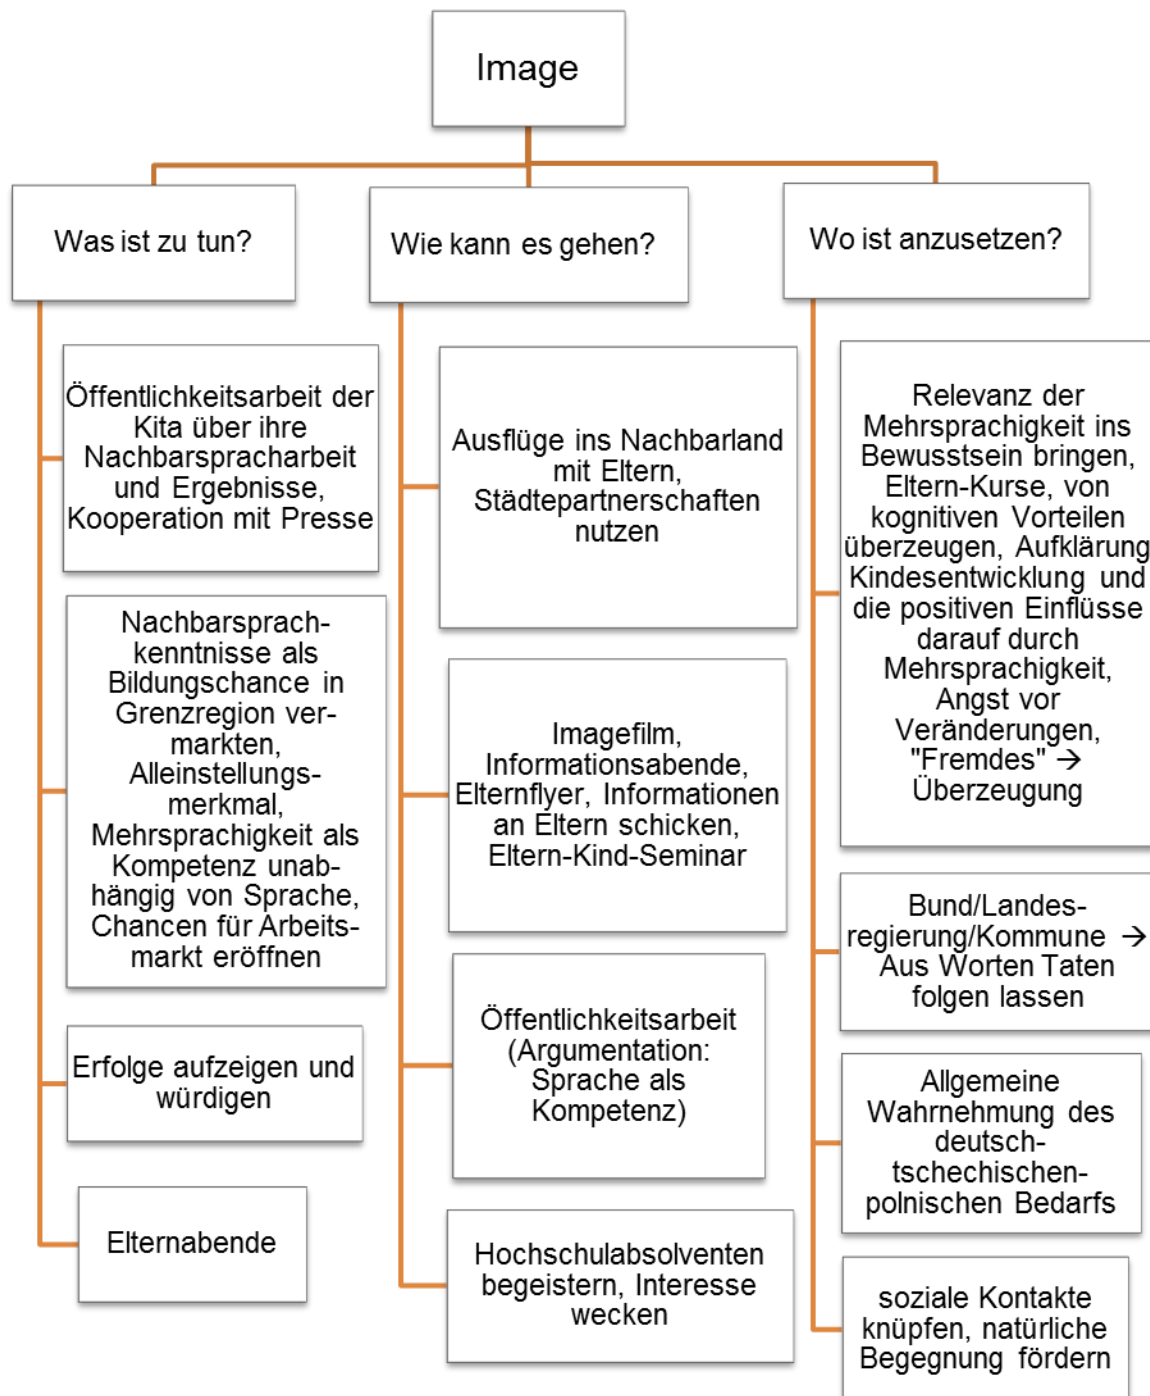 Image
Was ist zu tun?
Öffentlichkeitsarbeit der
Kita über ihre
Nachbarspracharbeit
und Ergebnisse,
Kooperation mit Presse
Nachbarsprach-
kenntnisse als
Bildungschance in
Grenzregion ver-
markten,
Alleinstellungs-
merkmal,
Mehrsprachigkeit als
Kompetenz unab-
hängig von Sprache,
Chancen für Arbeits-
markt eröffnen
Erfolge aufzeigen und
würdigen
Elternabende
Wie kann es gehen?
Ausflüge ins Nachbarland
mit Eltern,
Städtepartnerschaften
nutzen
Imagefilm,
Informationsabende,
Elternflyer, Informationen
an Eltern schicken,
Eltern-Kind-Seminar
Öffentlichkeitsarbeit
(Argumentation:
Sprache als
Kompetenz)
Hochschulabsolventen
begeistern, Interesse
wecken
Wo ist anzusetzen?
Relevanz der
Mehrsprachigkeit ins
Bewusstsein bringen,
Eltern-Kurse, von
kognitiven Vorteilen
überzeugen, Aufklärung
Kindesentwicklung und
die positiven Einflüsse
darauf durch
Mehrsprachigkeit,
Angst vor
Veränderungen,
"Fremdes" →
Überzeugung
Bund/Landes-
regierung/Kommune →
Aus Worten Taten
folgen lassen
Allgemeine
Wahrnehmung des
deutsch-
tschechischen-
polnischen Bedarfs
soziale Kontakte
knüpfen, natürliche
Begegnung fördern